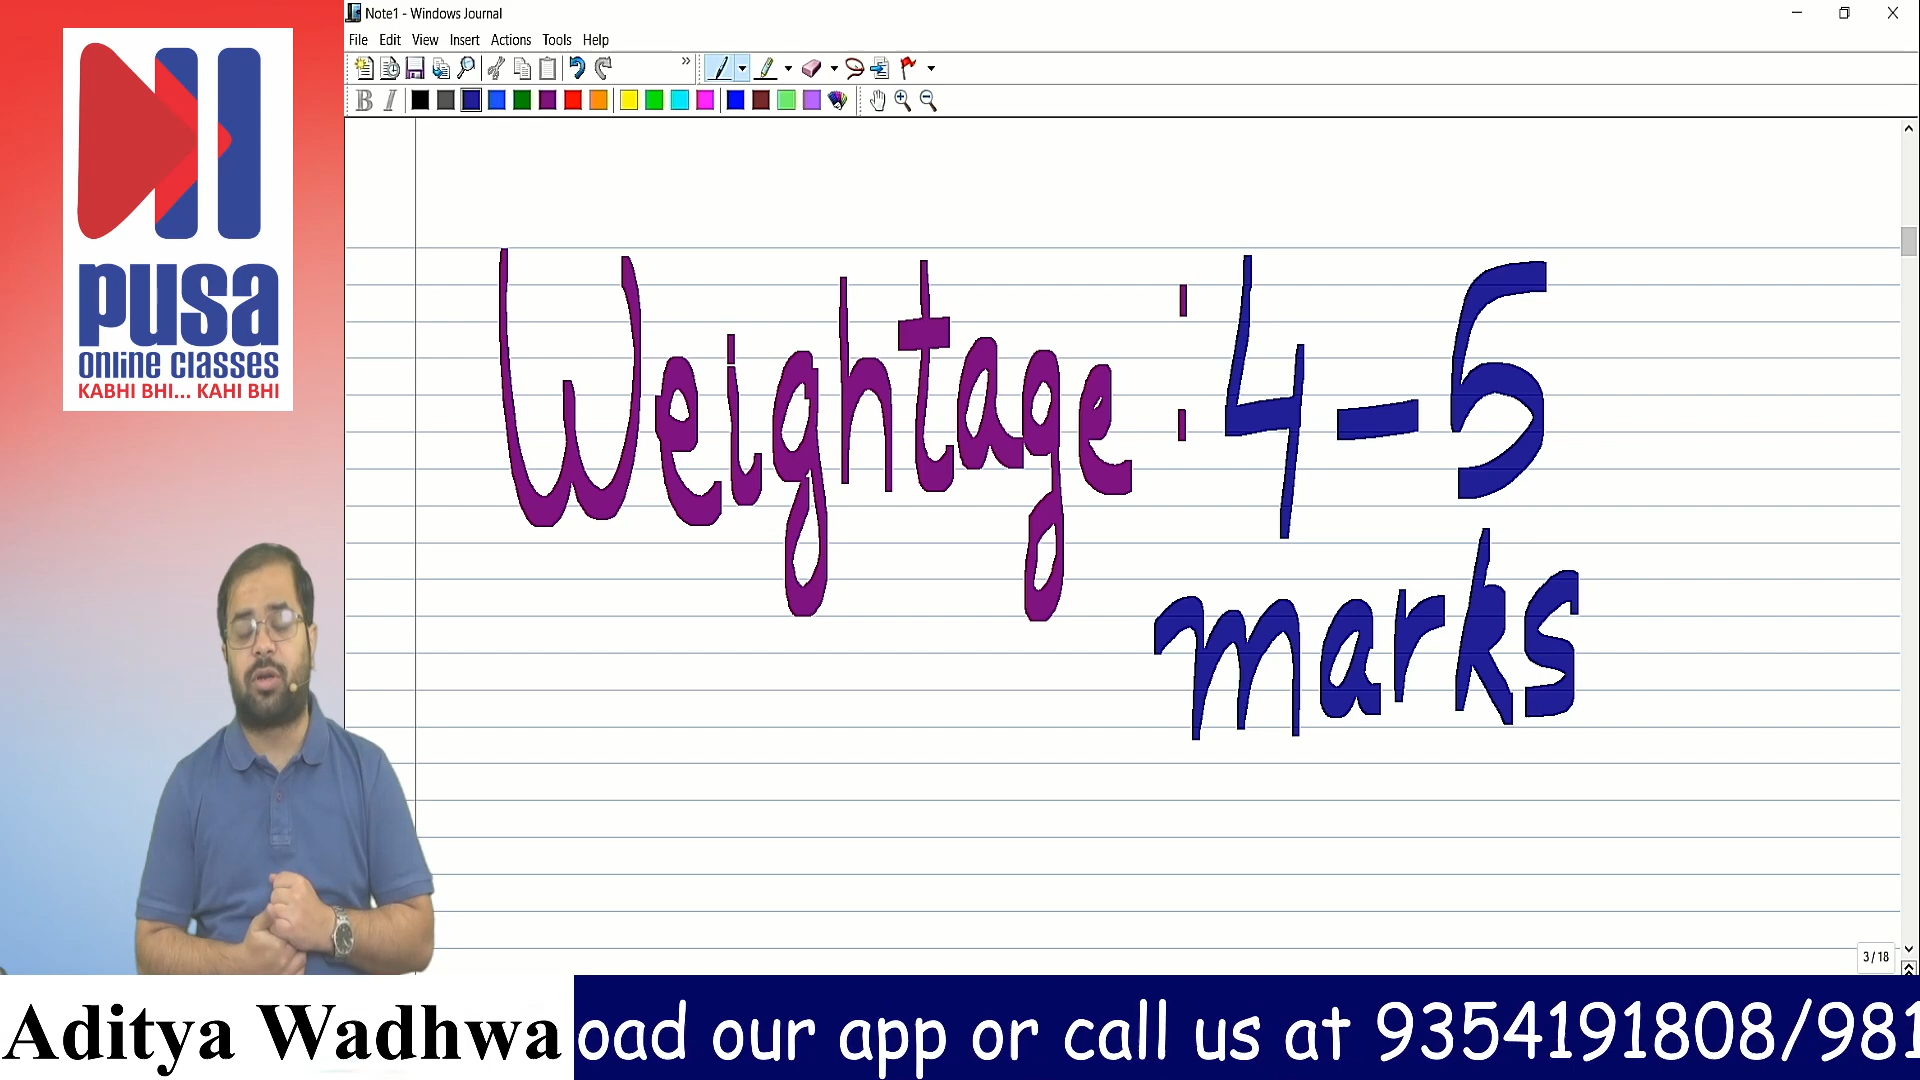 Note1 - Windows Journal
File Edit View Insert Actions Tools Help
B I
pusa
online classes
KABHI BHI... KAHI BHI
Weightage : 4-5
marks
3 / 18
Aditya Wadhwa
oad our app or call us at 9354191808/981